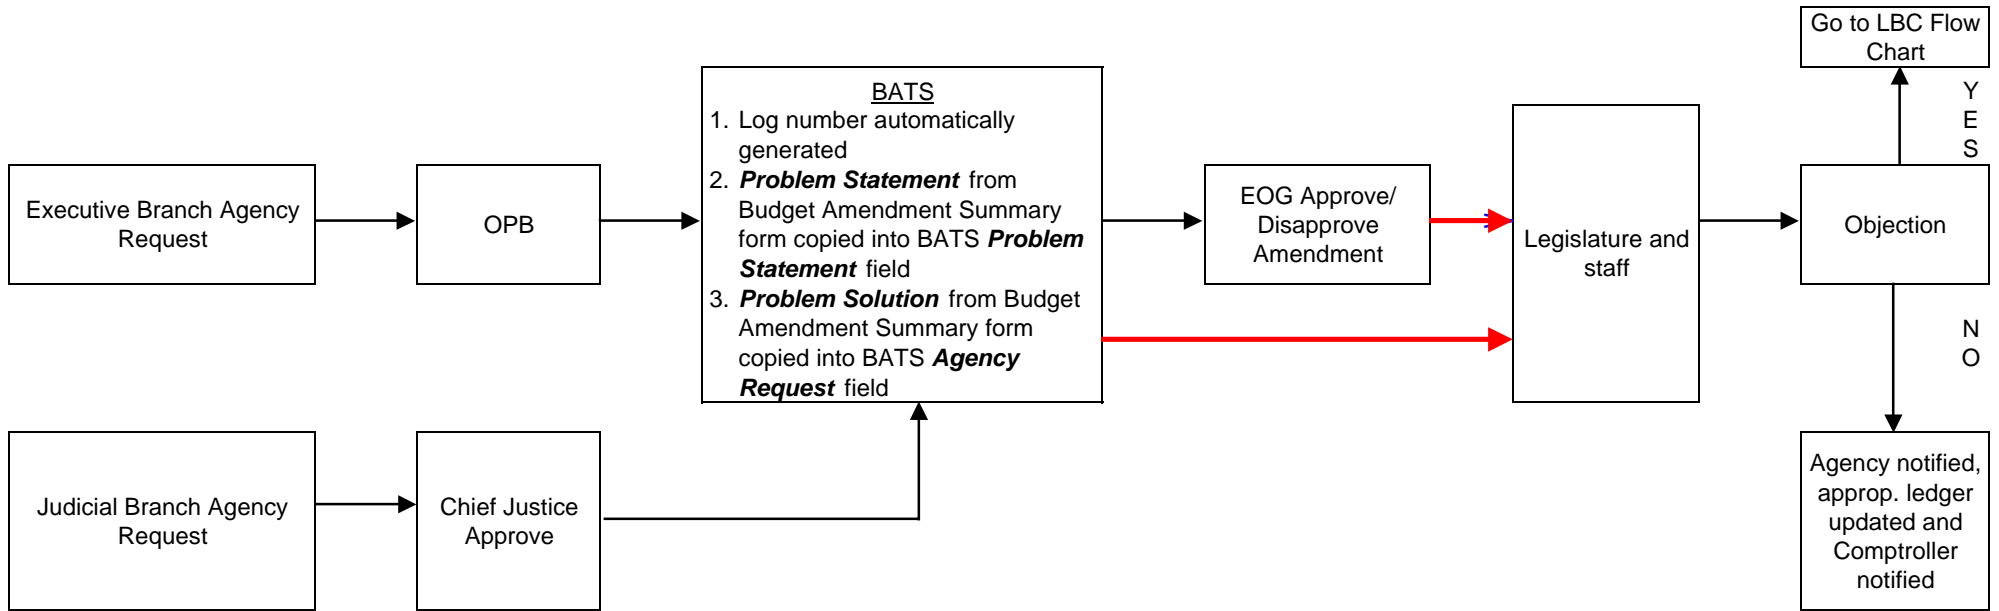 Executive Branch Agency
Request
OPB
BATS
1. Log number automatically
generated
2. Problem Statement from
Budget Amendment Summary
form copied into BATS Problem
Statement field
3. Problem Solution from Budget
Amendment Summary form
copied into BATS Agency
Request field
EOG Approve/
Disapprove
Amendment
Legislature and
staff
Objection
Y
E
S
Go to LBC Flow
Chart
N
O
Agency notified,
approp. ledger
updated and
Comptroller
notified
Judicial Branch Agency
Request
Chief Justice
Approve